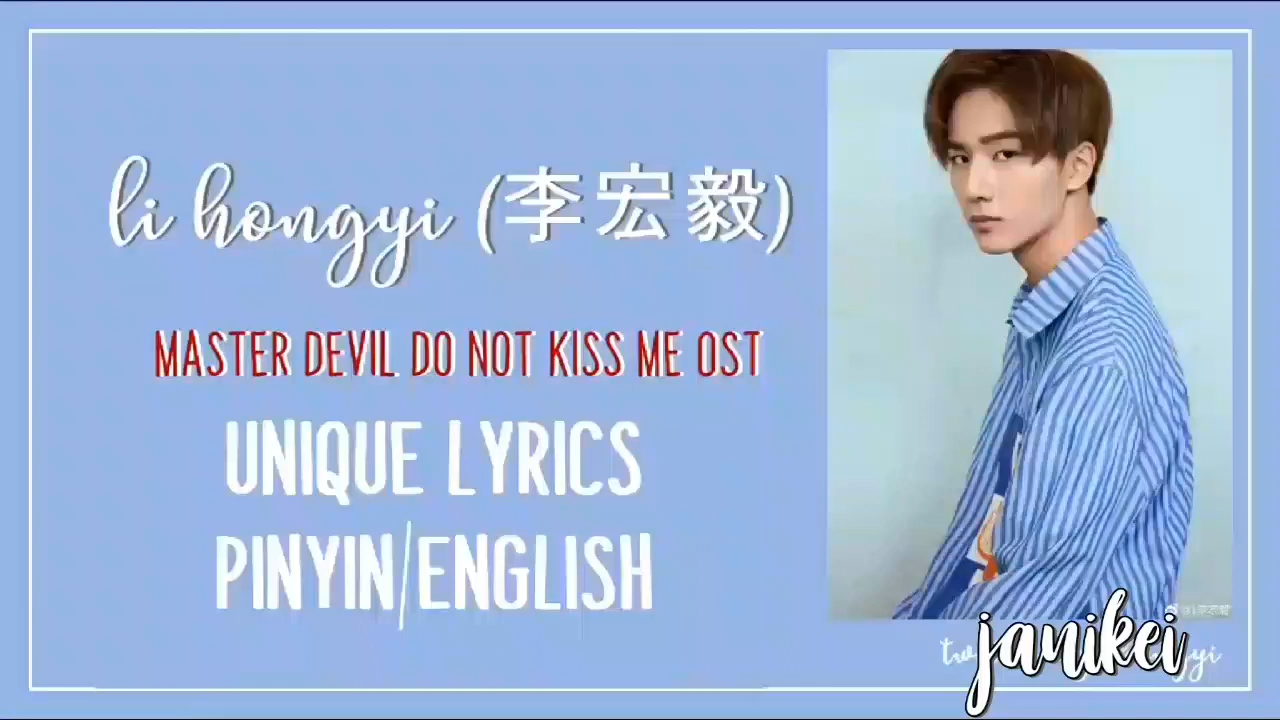 li hongyi (李宏毅)
MASTER DEVIL DO NOT KISS ME OST
UNIQUE LYRICS
PINYIN/ENGLISH
janikei